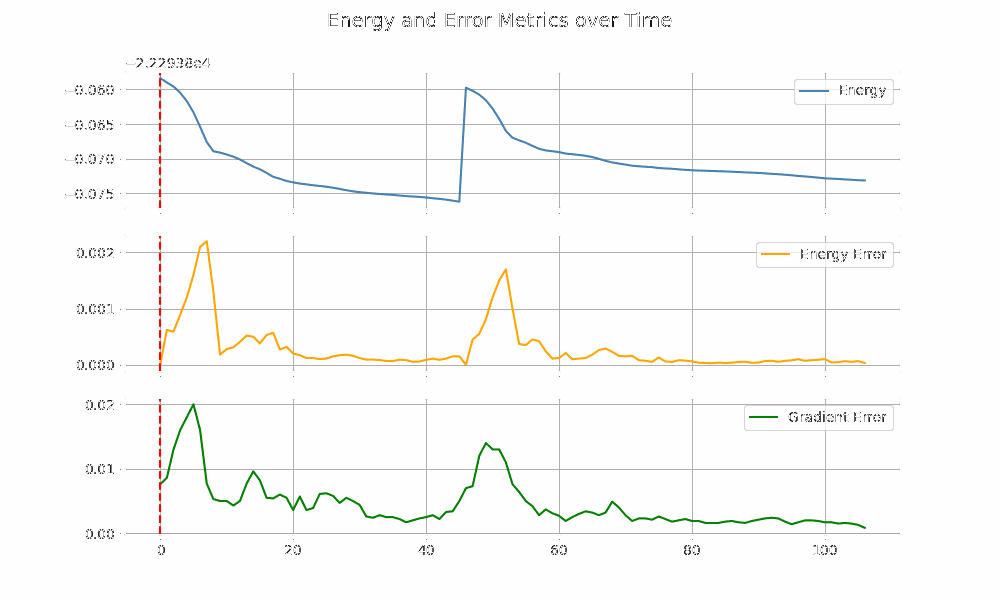 Energy and Error Metrics over Time
−2.22938e4
−0.060
Energy
−0.065
−0.070
−0.075
0.002
Energy Error
0.001
0.000
0.02
Gradient Error
0.01
0.00
0 20 40 60 80 100